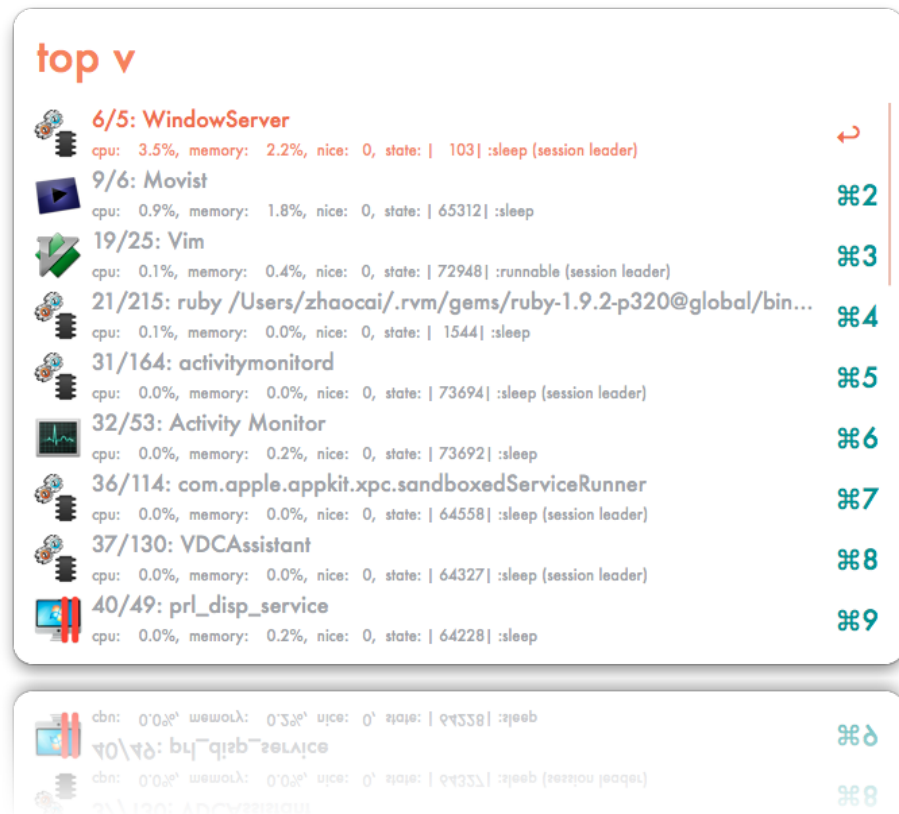 top v
6/5: WindowServer
cpu: 3.5%, memory: 2.2%, nice: 0, state: | 103| :sleep (session leader)
↩
9/6: Movist
cpu: 0.9%, memory: 1.8%, nice: 0, state: | 65312| :sleep
⌘2
19/25: Vim
cpu: 0.1%, memory: 0.4%, nice: 0, state: | 72948| :runnable (session leader)
⌘3
21/215: ruby /Users/zhaocai/.rvm/gems/ruby-1.9.2-p320@global/bin...
cpu: 0.1%, memory: 0.0%, nice: 0, state: | 1544| :sleep
⌘4
31/164: activitymonitord
cpu: 0.0%, memory: 0.0%, nice: 0, state: | 73694| :sleep (session leader)
⌘5
32/53: Activity Monitor
cpu: 0.0%, memory: 0.2%, nice: 0, state: | 73692| :sleep
⌘6
36/114: com.apple.appkit.xpc.sandboxedServiceRunner
cpu: 0.0%, memory: 0.0%, nice: 0, state: | 64558| :sleep (session leader)
⌘7
37/130: VDCAssistant
cpu: 0.0%, memory: 0.0%, nice: 0, state: | 64327| :sleep (session leader)
⌘8
40/49: prl_disp_service
cpu: 0.0%, memory: 0.2%, nice: 0, state: | 64228| :sleep
⌘9